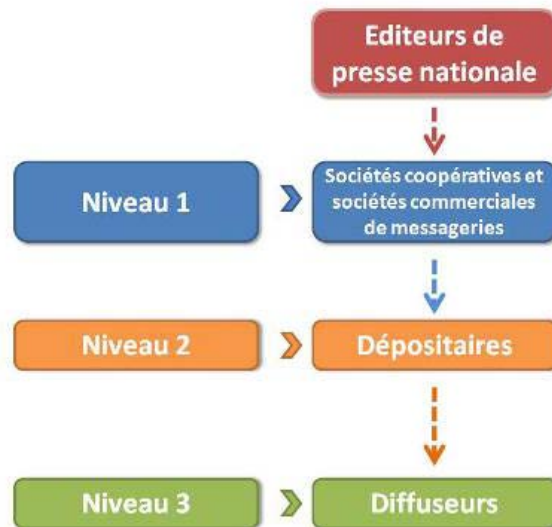 Editeurs de
presse nationale
Niveau 1
Sociétés coopératives et
sociétés commerciales
de messageries
Niveau 2
Dépositaires
Niveau 3
Diffuseurs